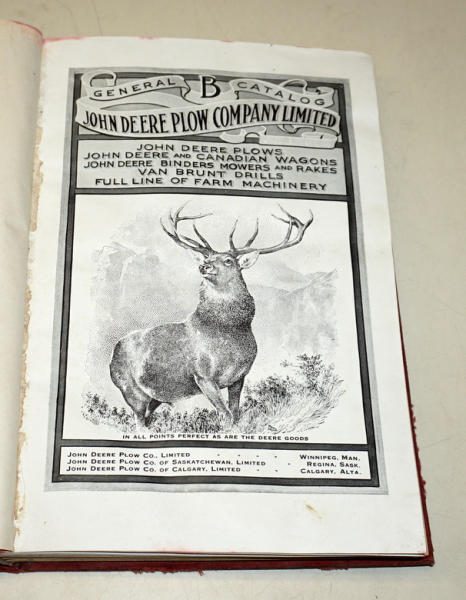 GENERAL B CATALOG
JOHN DEERE PLOW COMPANY LIMITED
JOHN DEERE PLOWS
JOHN DEERE AND CANADIAN WAGONS
JOHN DEERE BINDERS MOWERS AND RAKES
VAN BRUNT DRILLS
FULL LINE OF FARM MACHINERY
IN ALL POINTS PERFECT AS ARE THE DEERE GOODS
JOHN DEERE PLOW CO., LIMITED - - - - WINNIPEG, MAN.
JOHN DEERE PLOW CO. OF SASKATCHEWAN, LIMITED - - REGINA, SASK.
JOHN DEERE PLOW CO. OF CALGARY, LIMITED - - CALGARY, ALTA.